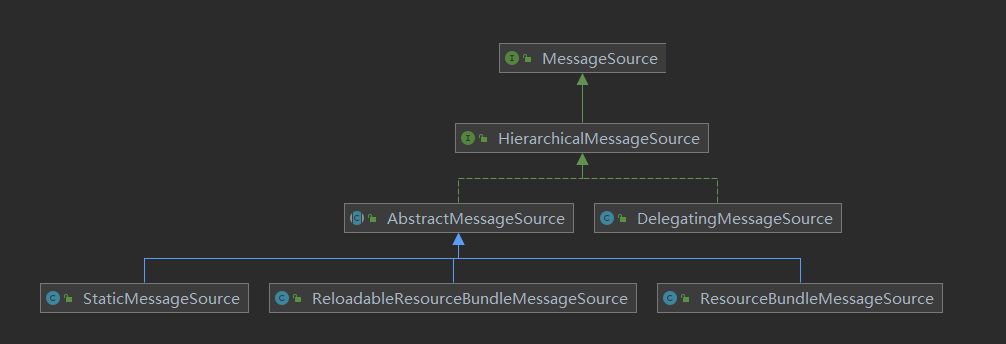 MessageSource
HierarchicalMessageSource
AbstractMessageSource
DelegatingMessageSource
StaticMessageSource
ReloadableResourceBundleMessageSource
ResourceBundleMessageSource